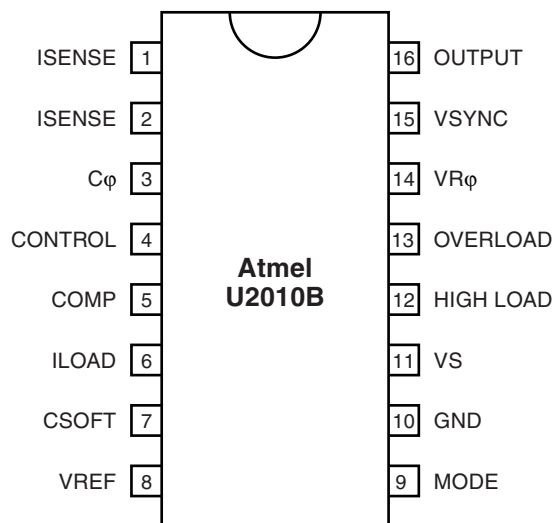 ISENSE 1 16 OUTPUT
ISENSE 2 15 VSYNC
Cφ 3 14 VRφ
CONTROL 4 13 OVERLOAD
Atmel
U2010B
COMP 5 12 HIGH LOAD
ILOAD 6 11 VS
CSOFT 7 10 GND
VREF 8 9 MODE